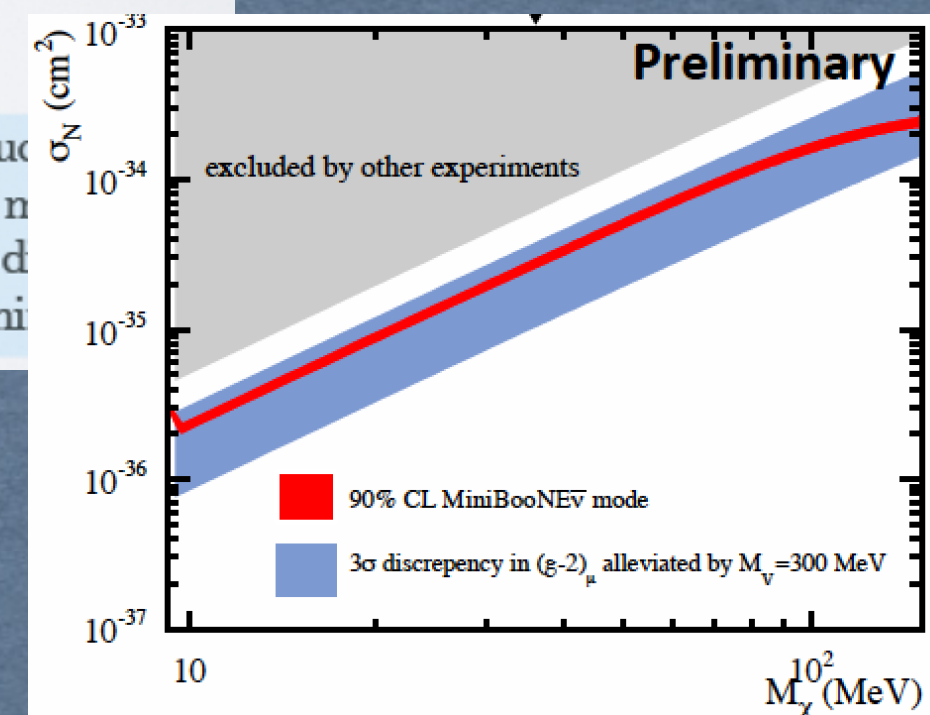 Preliminary
σN (cm2)
10-33
10-34
10-35
10-36
10-37
excluded by other experiments
90% CL MiniBooNEν̅ mode
3σ discrepency in (g-2)μ alleviated by MV=300 MeV
10
102
Mχ (MeV)